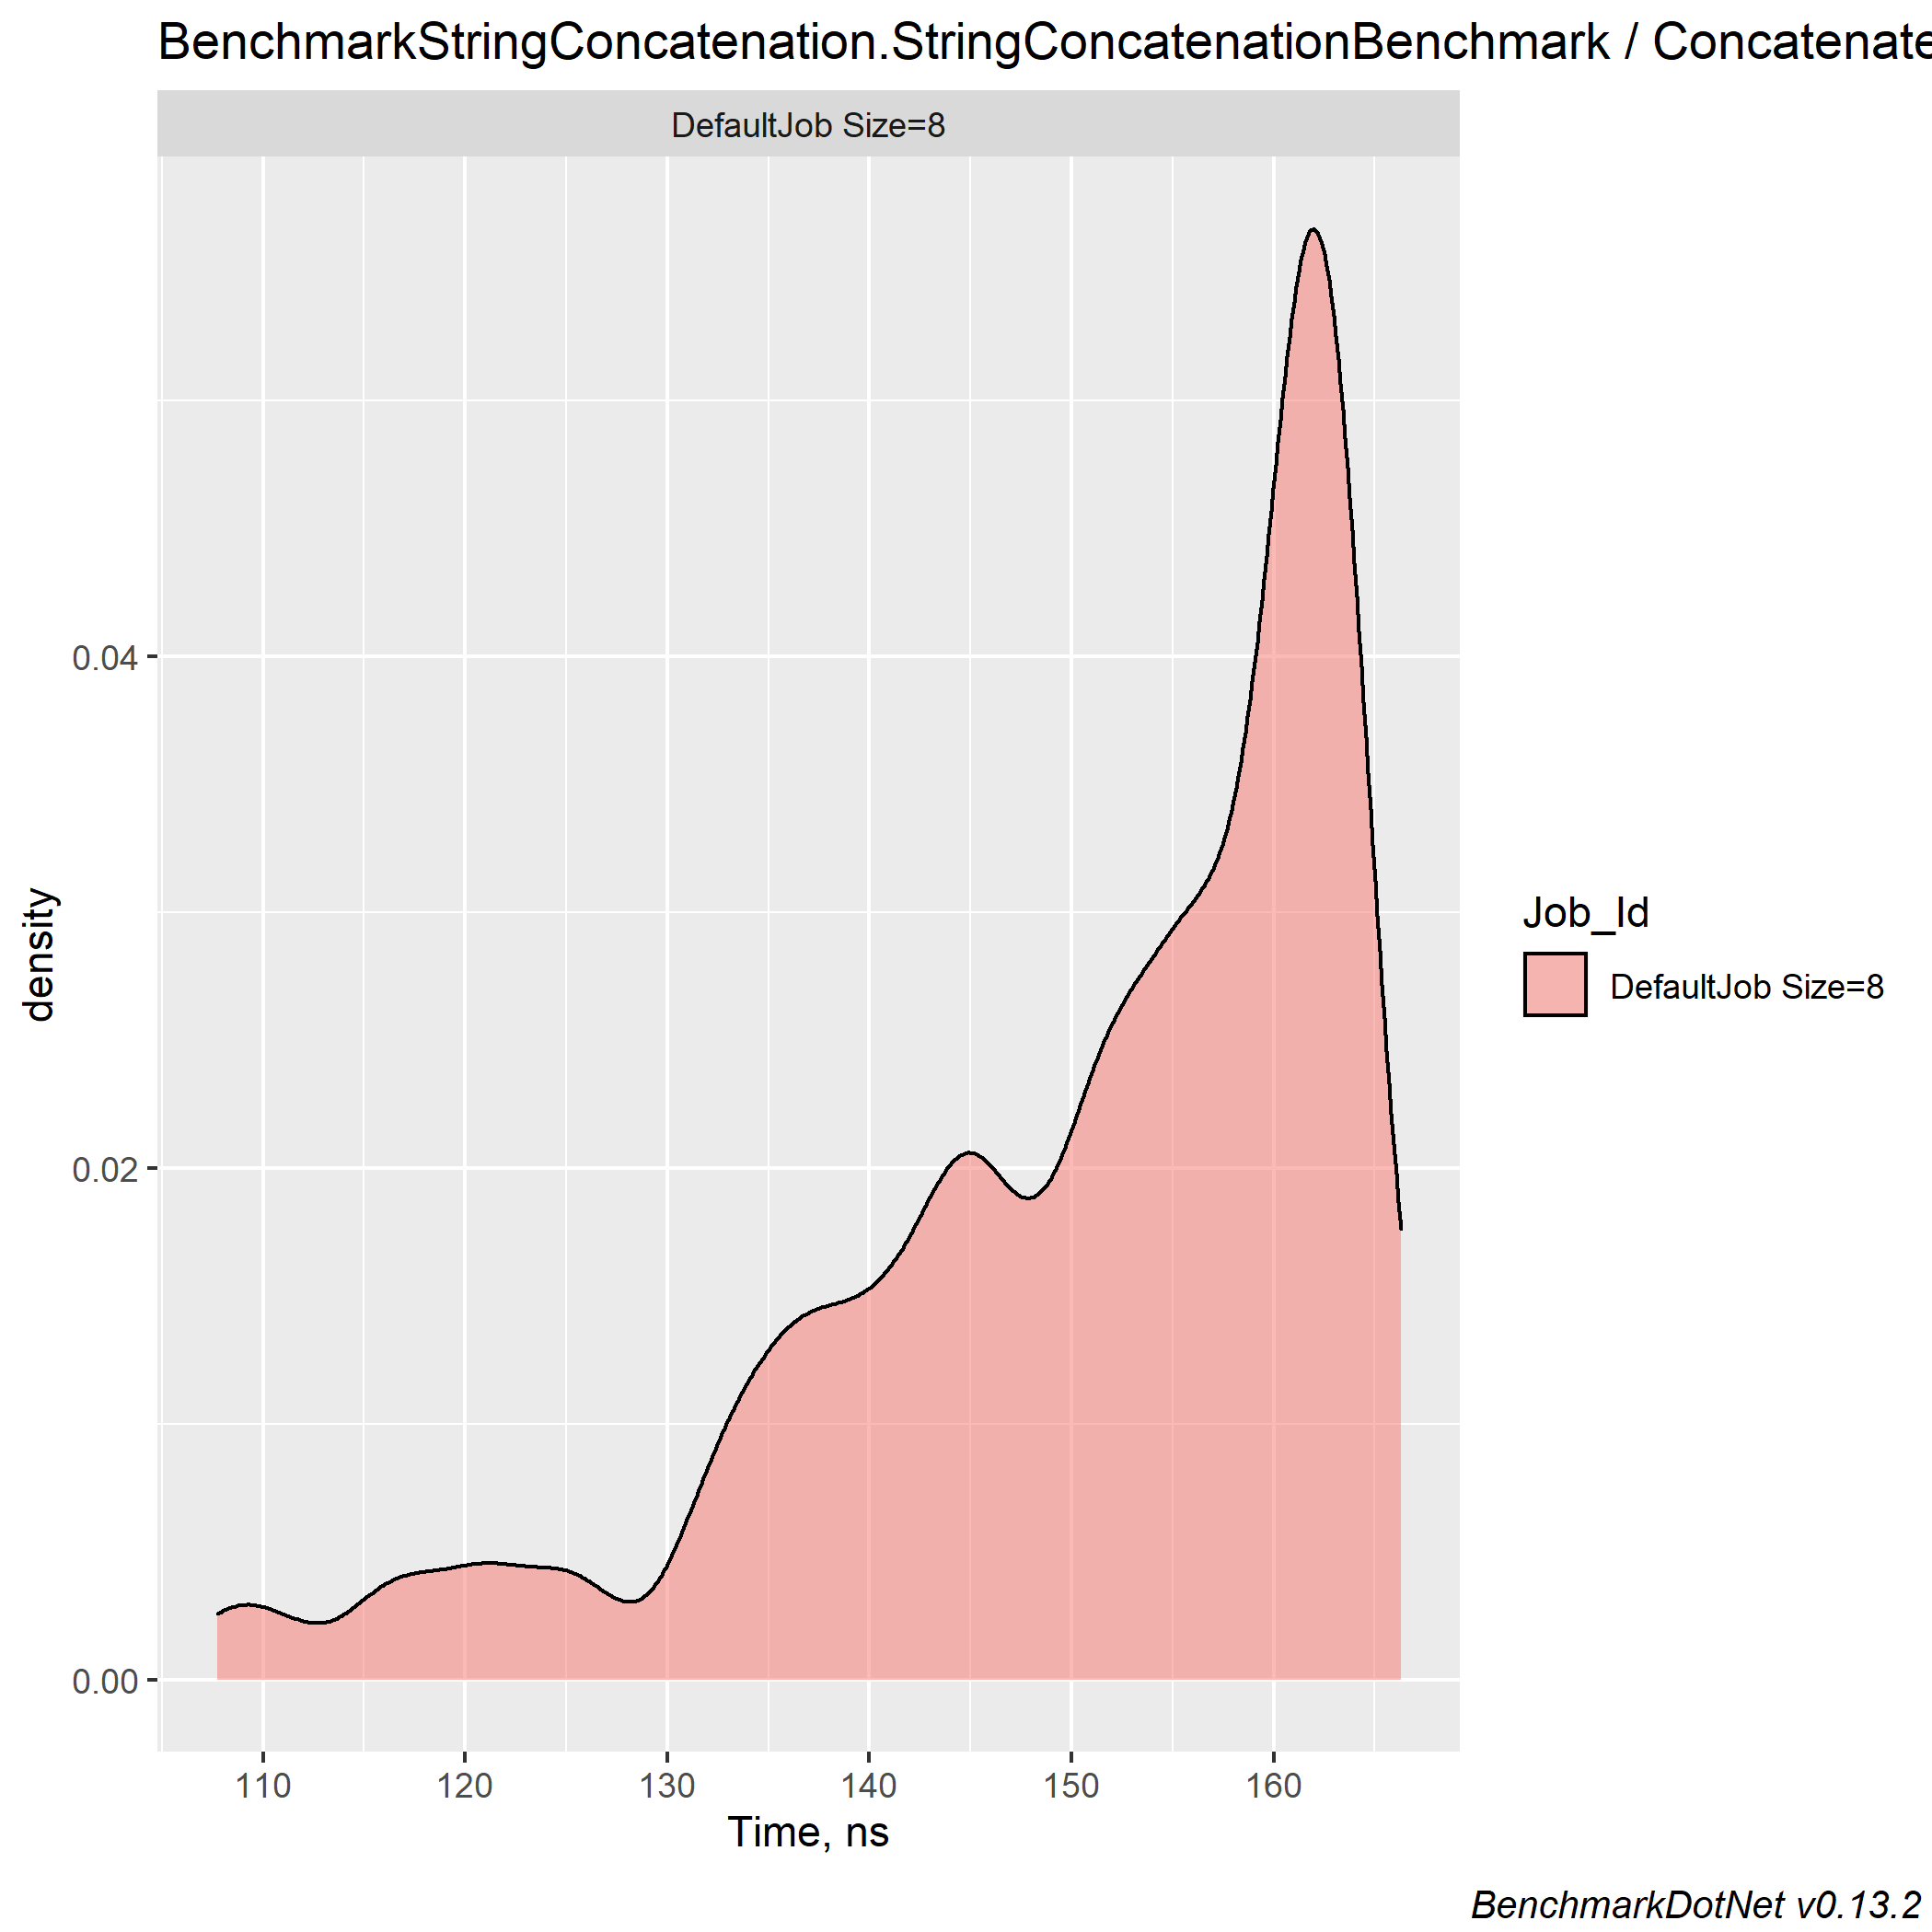 BenchmarkStringConcatenation.StringConcatenationBenchmark / Concatenate
DefaultJob Size=8
0.04
0.02
0.00
density
110 120 130 140 150 160
Time, ns
Job_Id
DefaultJob Size=8
BenchmarkDotNet v0.13.2